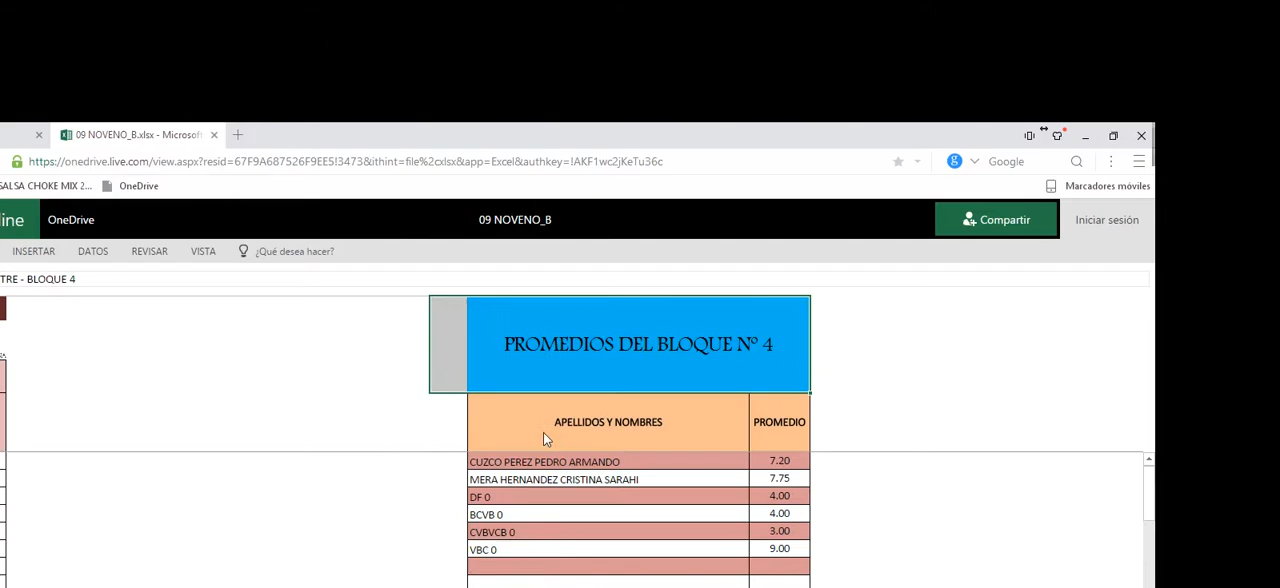 09 NOVENO_B.xlsx - Microsoft
https://onedrive.live.com/view.aspx?resid=67F9A687526F9EE5!3473&ithint=file%2cxlsx&app=Excel&authkey=!AKF1wc2jKeTu36c
Google
SALSA CHOKE MIX 2... OneDrive Marcadores móviles
line OneDrive 09 NOVENO_B Compartir Iniciar sesión
INSERTAR DATOS REVISAR VISTA ¿Qué desea hacer?
TRE - BLOQUE 4
PROMEDIOS DEL BLOQUE Nº 4
APELLIDOS Y NOMBRES PROMEDIO
CUZCO PEREZ PEDRO ARMANDO 7.20
MERA HERNANDEZ CRISTINA SARAHI 7.75
DF 0 4.00
BCVB 0 4.00
CVBVCB 0 3.00
VBC 0 9.00